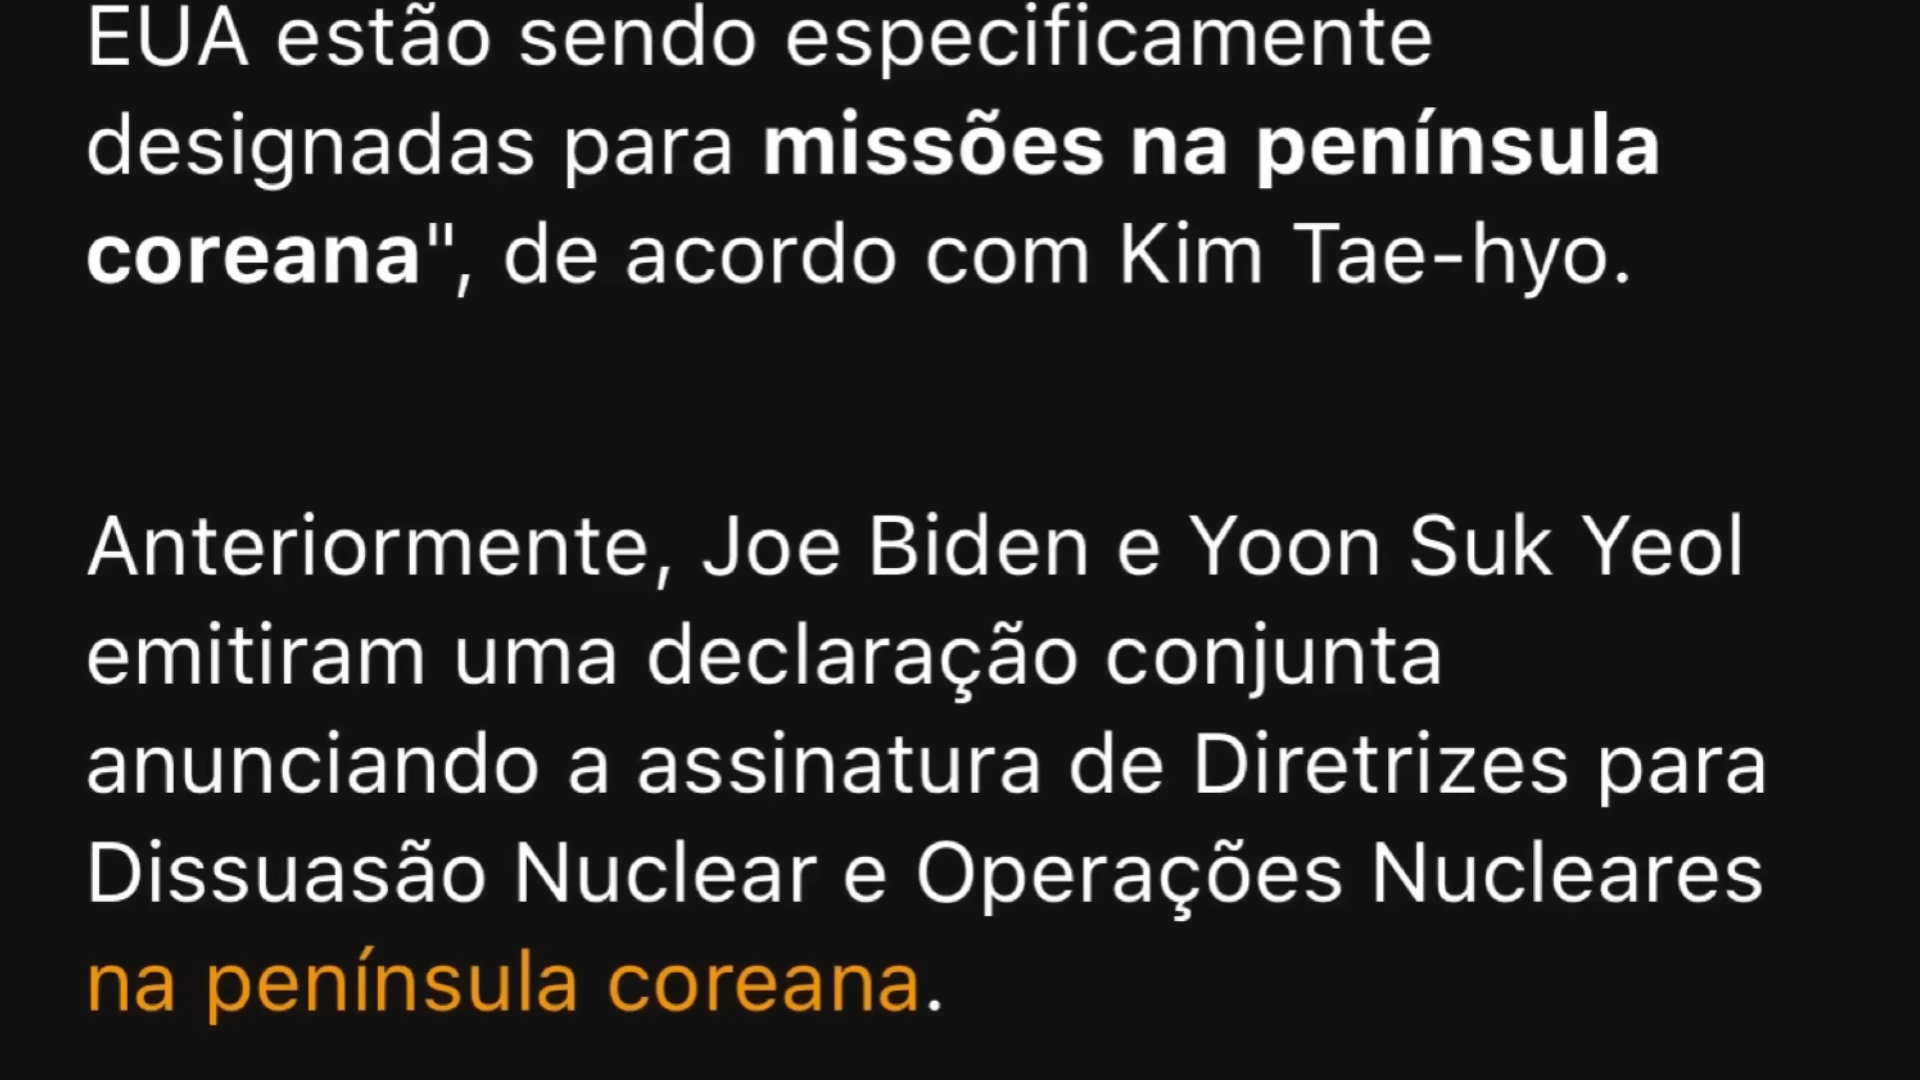 EUA estão sendo especificamente
designadas para missões na península
coreana", de acordo com Kim Tae-hyo.
Anteriormente, Joe Biden e Yoon Suk Yeol
emitiram uma declaração conjunta
anunciando a assinatura de Diretrizes para
Dissuasão Nuclear e Operações Nucleares
na península coreana.